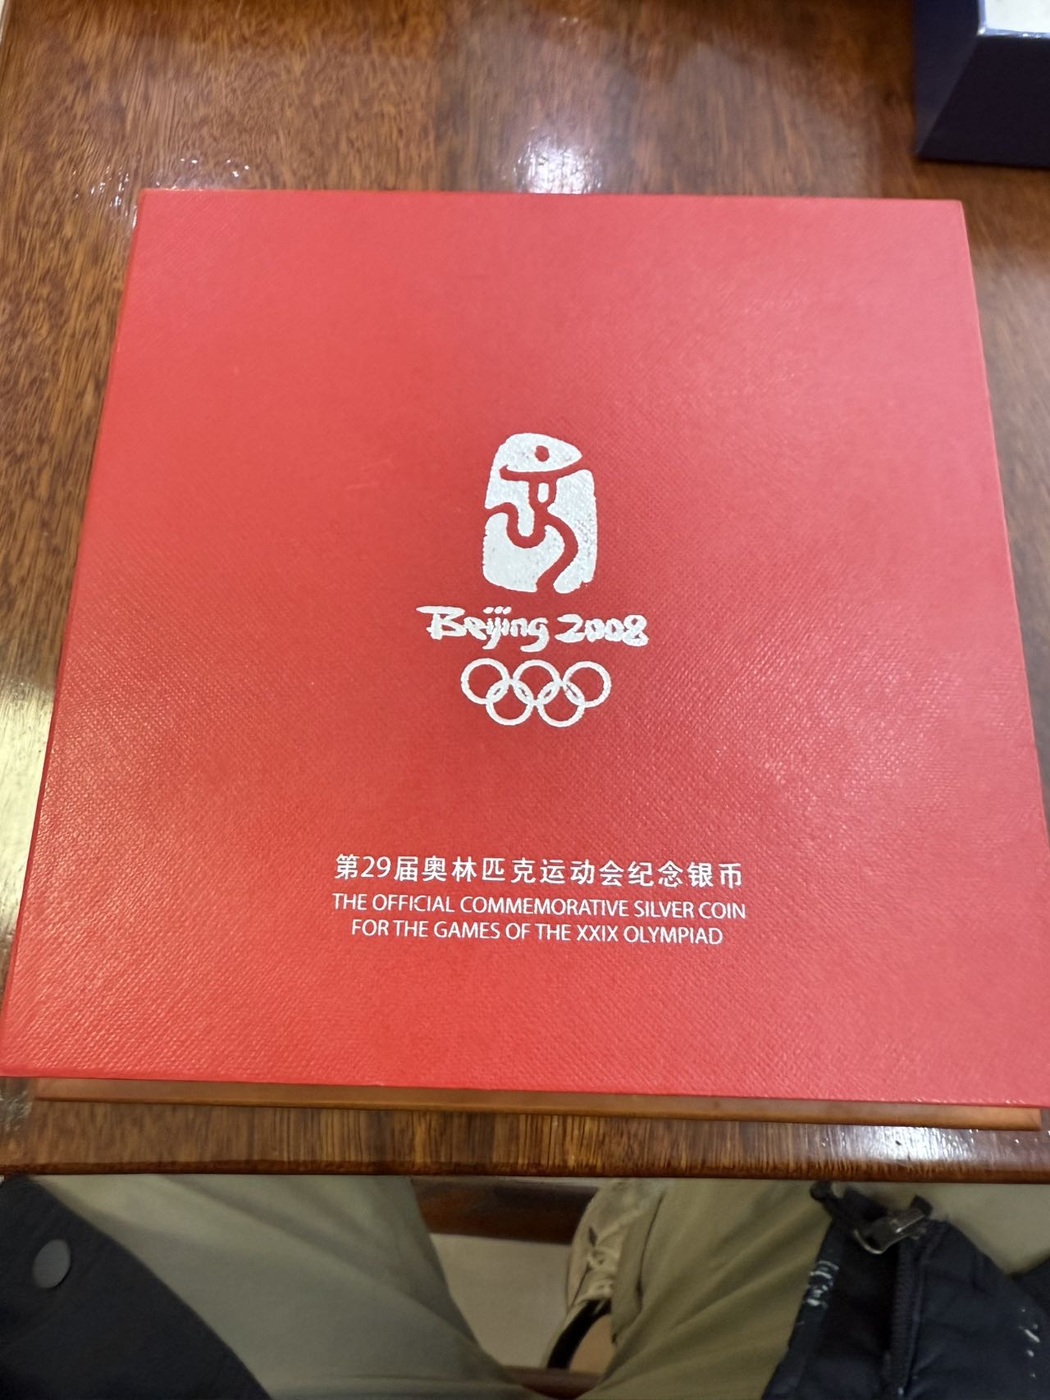 Beijing 2008
第29届奥林匹克运动会纪念银币
THE OFFICIAL COMMEMORATIVE SILVER COIN
FOR THE GAMES OF THE XXIX OLYMPIAD